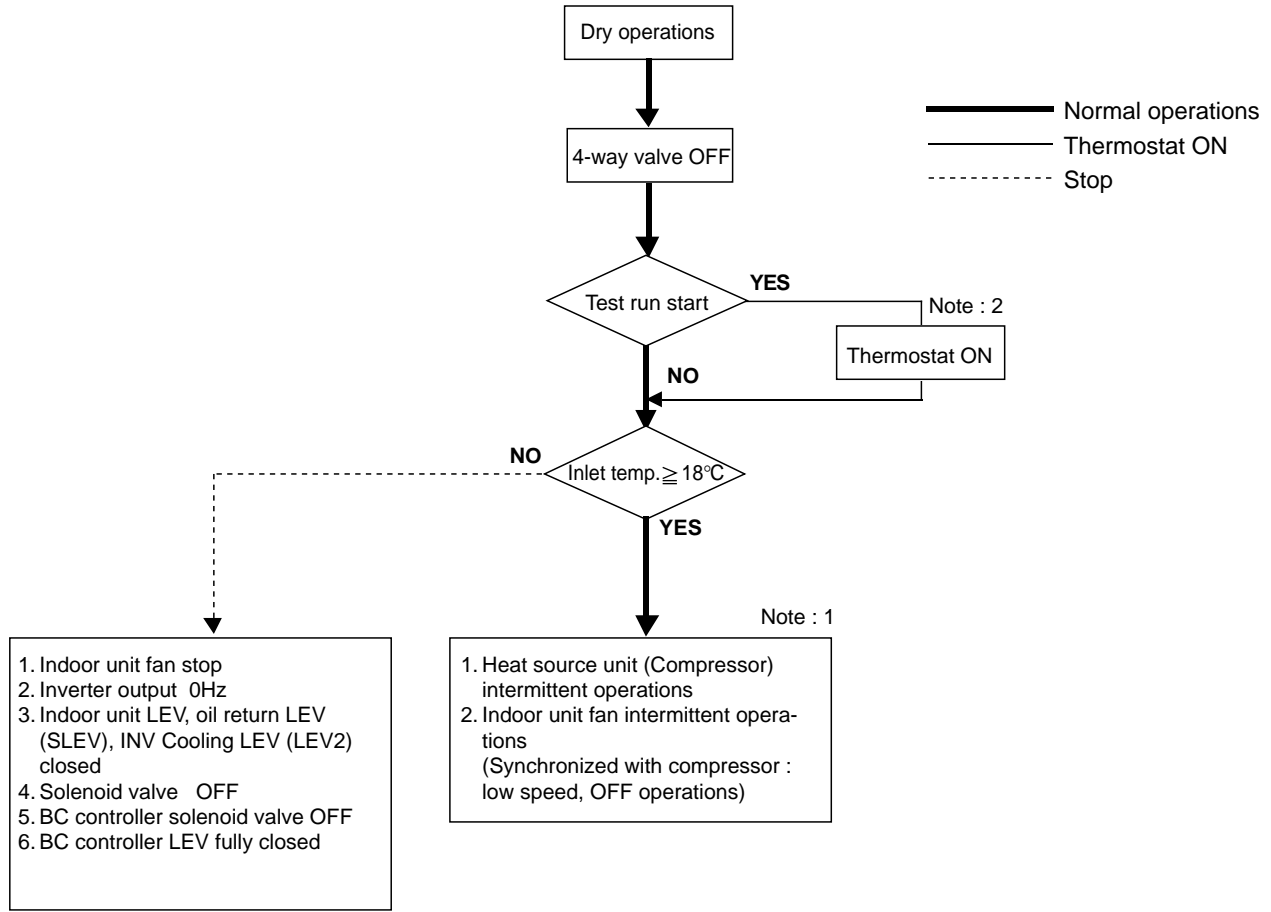 Dry operations
Normal operations
Thermostat ON
Stop
4-way valve OFF
Test run start
YES
Note : 2
Thermostat ON
NO
Inlet temp.≧18°C
NO
YES
1. Indoor unit fan stop
2. Inverter output 0Hz
3. Indoor unit LEV, oil return LEV
(SLEV), INV Cooling LEV (LEV2)
closed
4. Solenoid valve OFF
5. BC controller solenoid valve OFF
6. BC controller LEV fully closed
Note : 1
1. Heat source unit (Compressor)
intermittent operations
2. Indoor unit fan intermittent opera-
tions
(Synchronized with compressor :
low speed, OFF operations)